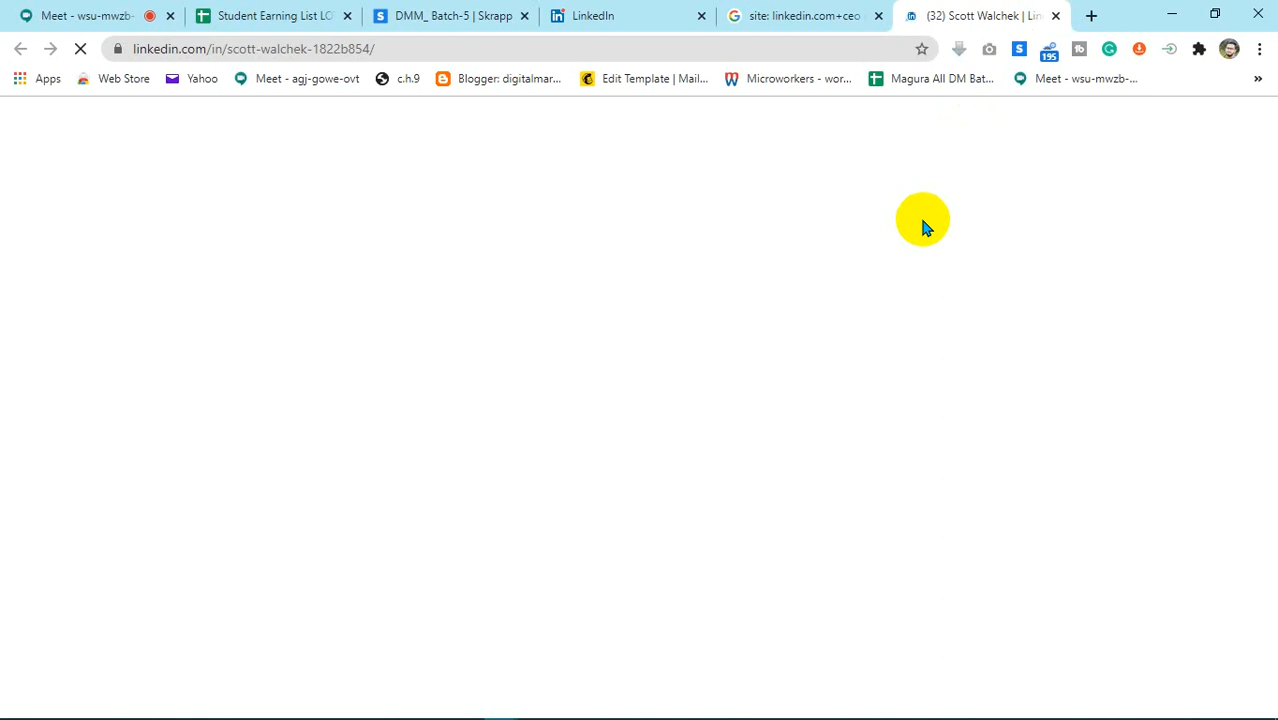 Meet - wsu-mwzb-
Student Earning List LO
DMM_ Batch-5 | Skrapp
LinkedIn
site: linkedin.com+ceo
(32) Scott Walchek | Lin
linkedin.com/in/scott-walchek-1822b854/
195
Apps
Web Store
Yahoo
Meet - agj-gowe-ovt
c.h.9
Blogger: digitalmar...
Edit Template | Mail...
Microworkers - wor...
Magura All DM Bat...
Meet - wsu-mwzb-...
»